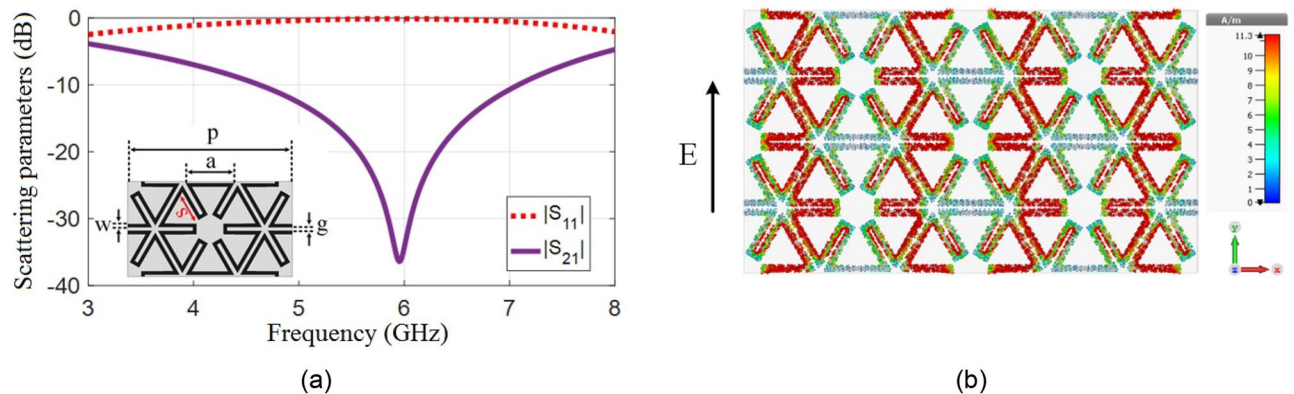 Scattering parameters (dB)
0
-10
-20
-30
-40
3
4
5
6
7
8
Frequency (GHz)
p
a
S
w
g
|S11|
|S21|
(a)
E
A/m
11.3
10
9
8
7
6
5
4
3
2
1
0
y
z
x
(b)